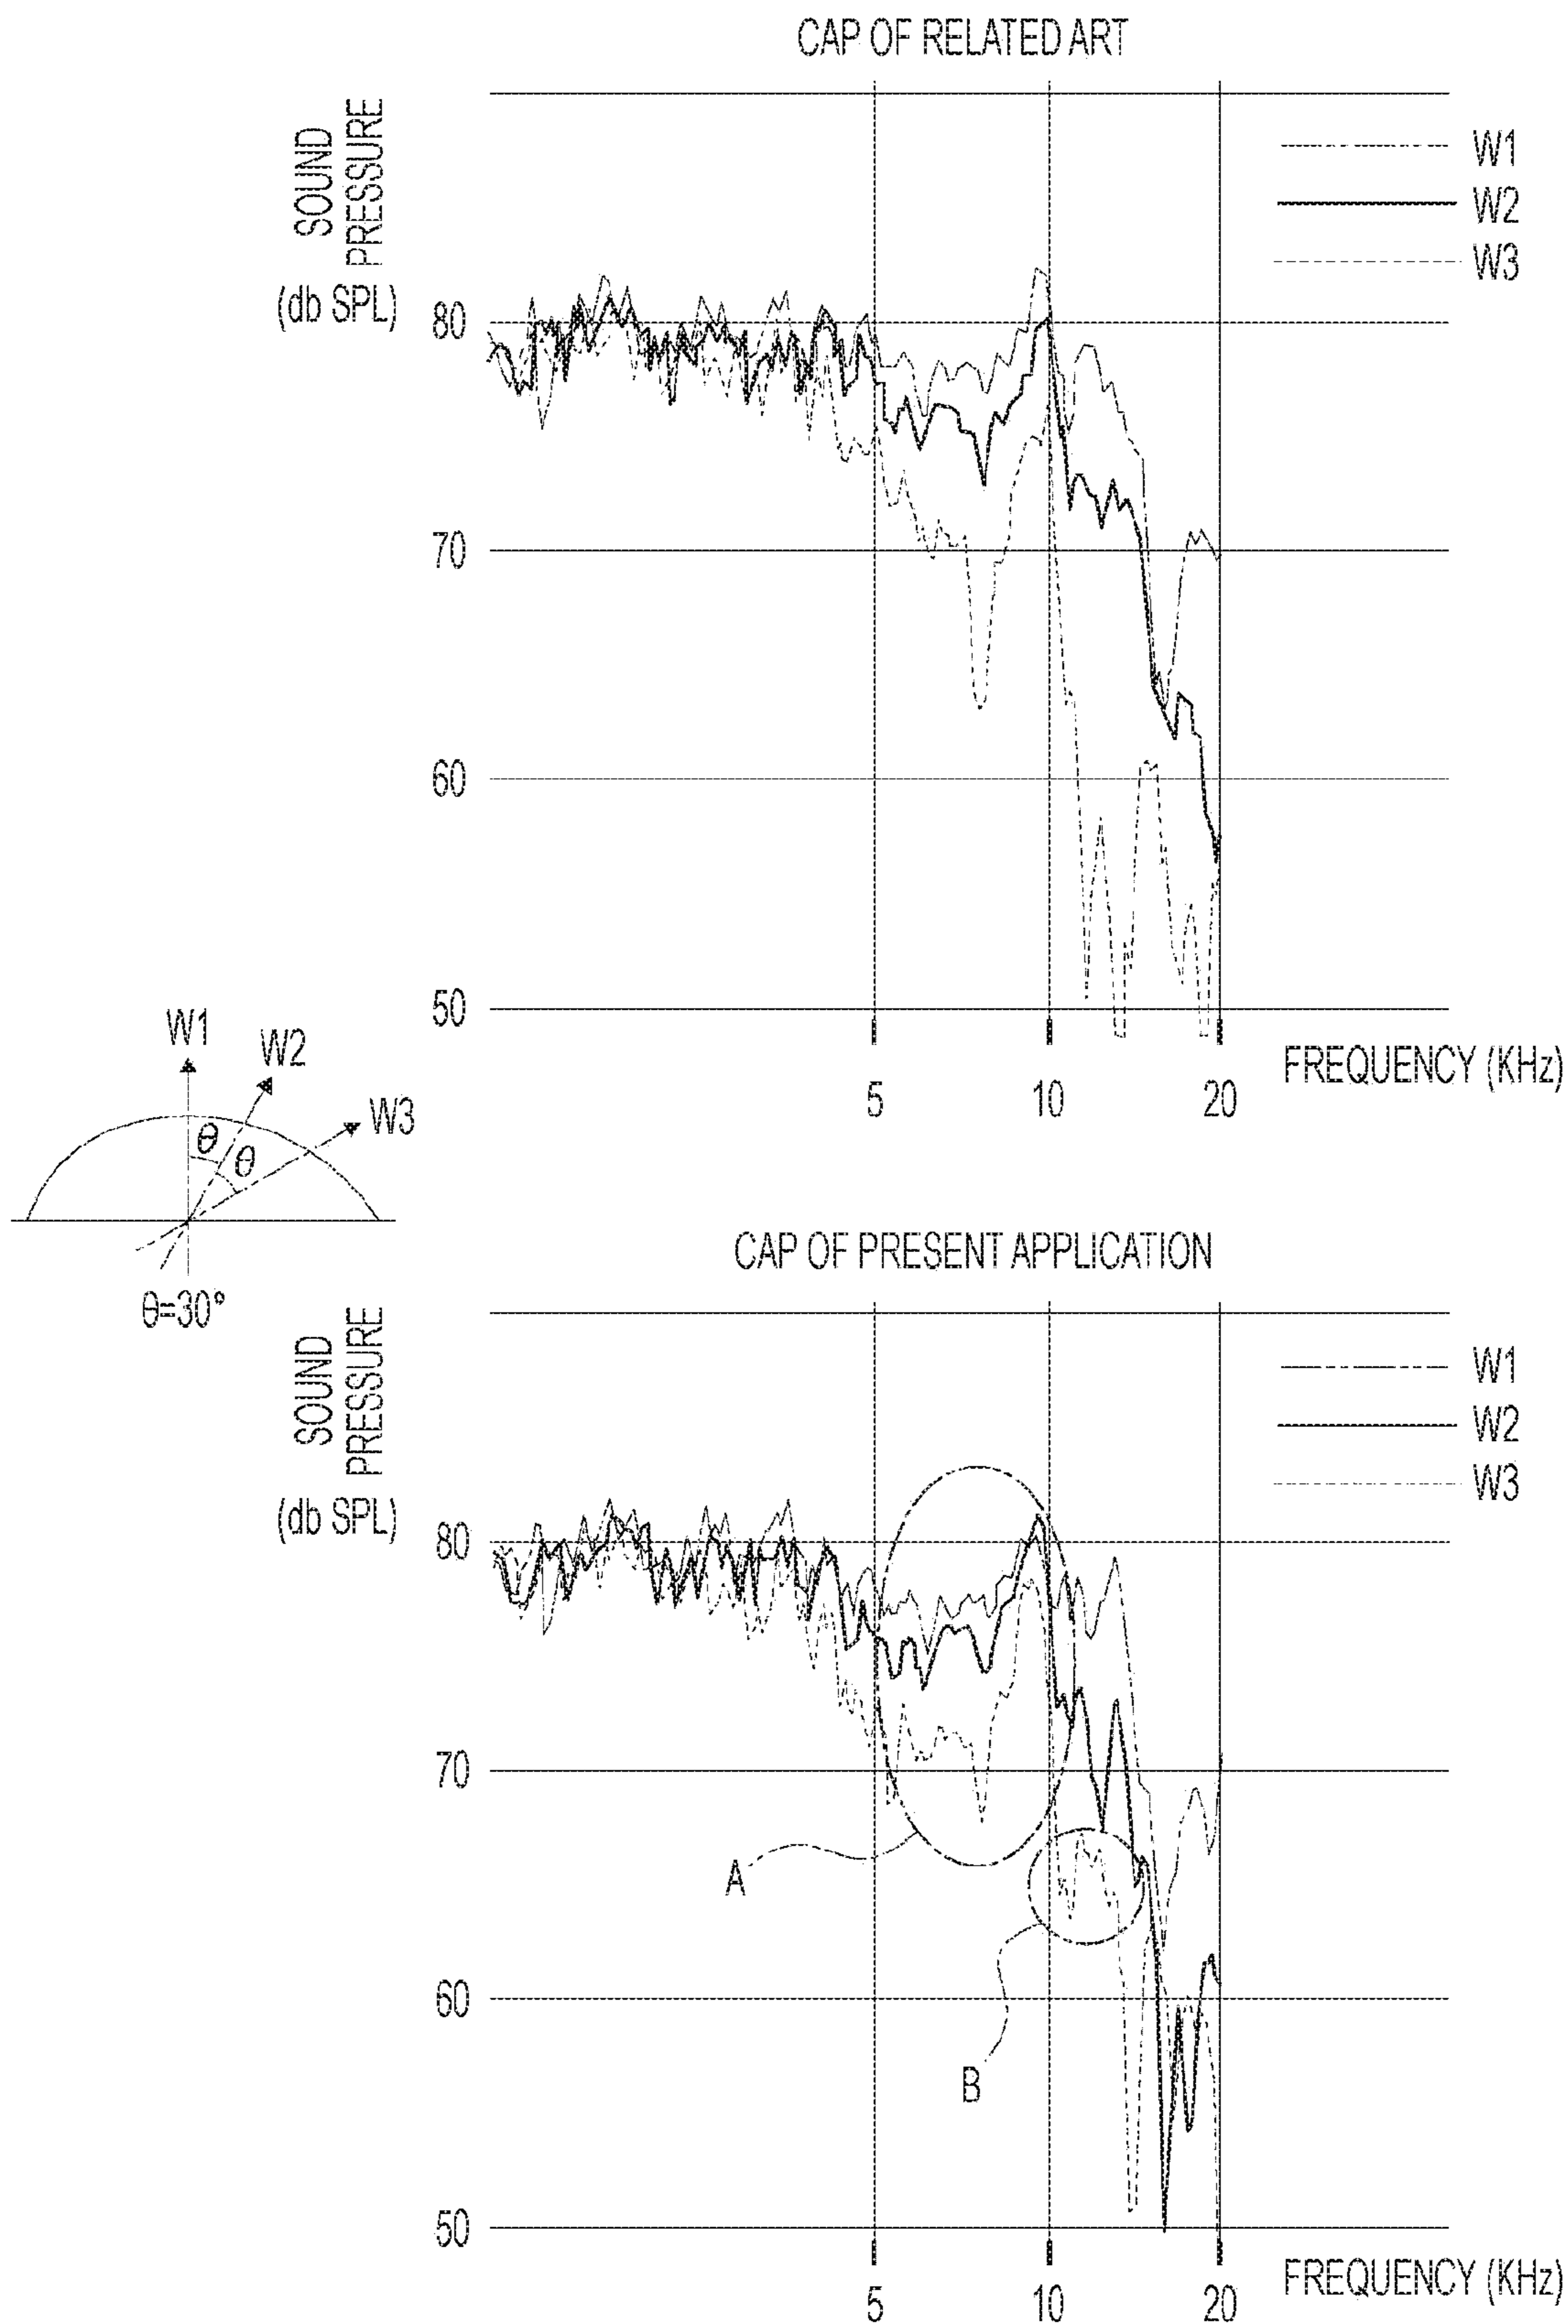 CAP OF RELATED ART
SOUND
PRESSURE
(db SPL)
W1
W2
W3
80
70
60
50
5
10
20
FREQUENCY (KHz)
W1
W2
W3
θ
θ
θ=30°
CAP OF PRESENT APPLICATION
SOUND
PRESSURE
(db SPL)
W1
W2
W3
80
70
A
60
B
50
5
10
20
FREQUENCY (KHz)